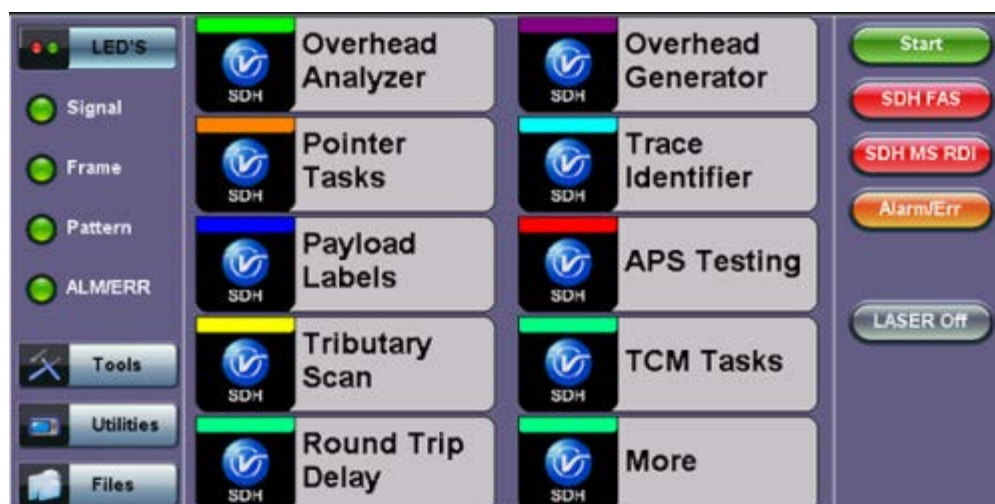 LED'S
Signal
Frame
Pattern
ALM/ERR
Tools
Utilities
Files
SDH
Overhead
Analyzer
SDH
Overhead
Generator
SDH
Pointer
Tasks
SDH
Trace
Identifier
SDH
Payload
Labels
SDH
APS Testing
SDH
Tributary
Scan
SDH
TCM Tasks
SDH
Round Trip
Delay
SDH
More
Start
SDH FAS
SDH MS RDI
Alarm/Err
LASER Off